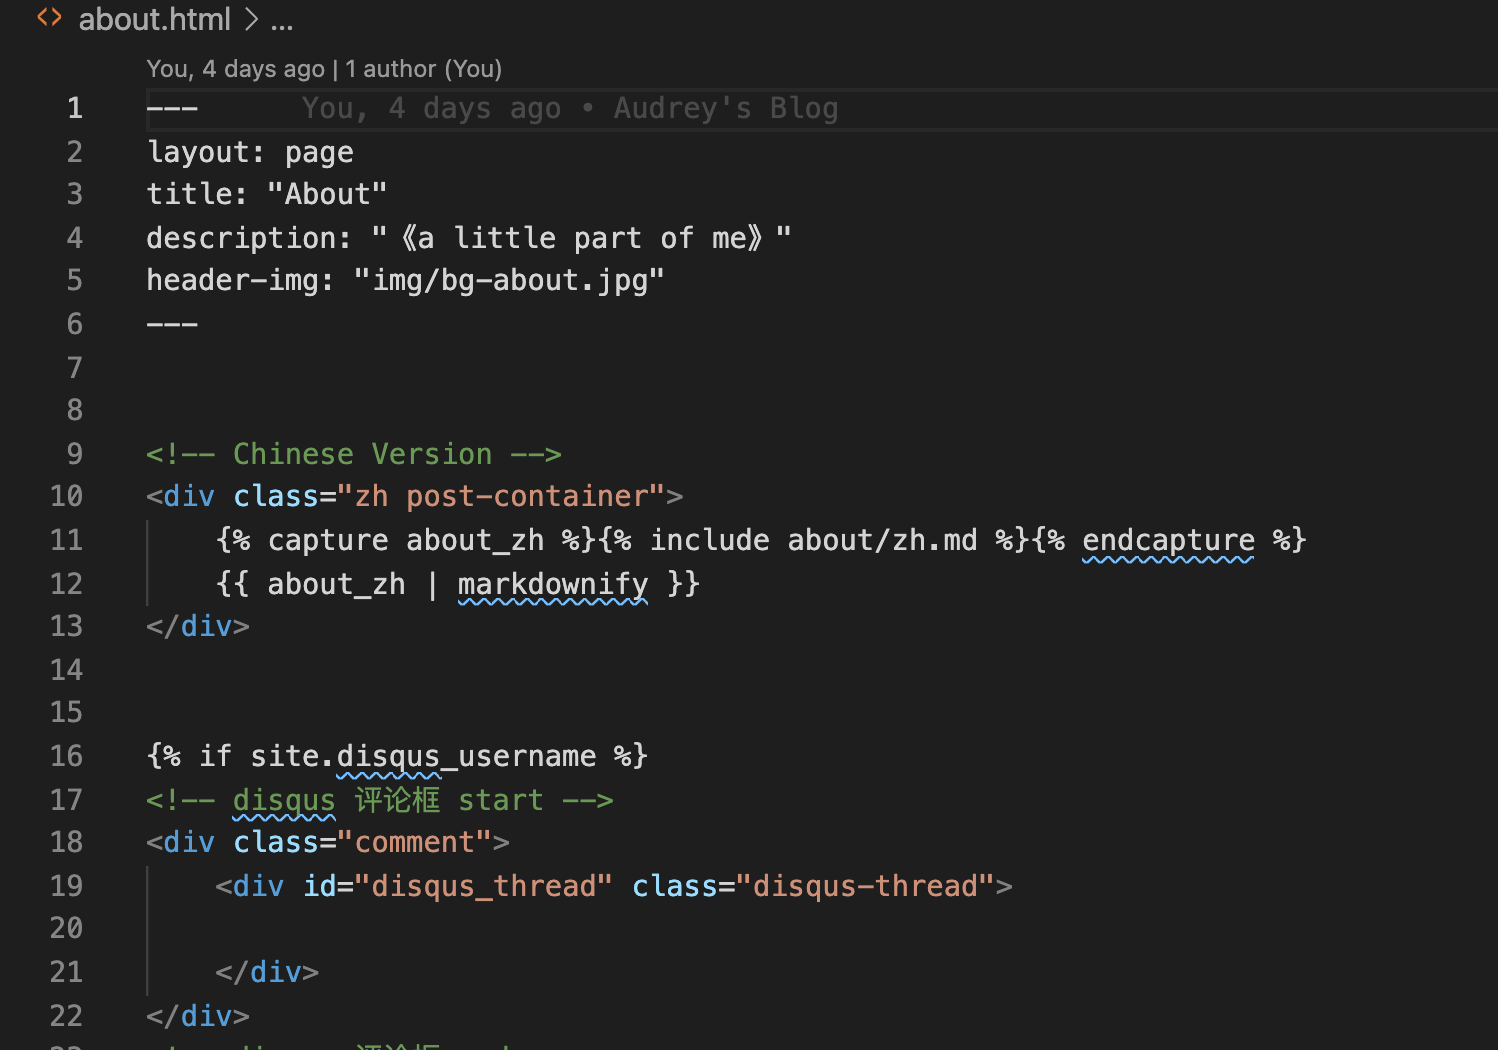 <> about.html > ...
You, 4 days ago | 1 author (You)
1 --- You, 4 days ago • Audrey's Blog
2 layout: page
3 title: "About"
4 description: "《a little part of me》"
5 header-img: "img/bg-about.jpg"
6 ---
7
8
9 <!-- Chinese Version -->
10 <div class="zh post-container">
11 {% capture about_zh %}{% include about/zh.md %}{% endcapture %}
12 {{ about_zh | markdownify }}
13 </div>
14
15
16 {% if site.disqus_username %}
17 <!-- disqus 评论框 start -->
18 <div class="comment">
19 <div id="disqus_thread" class="disqus-thread">
20
21 </div>
22 </div>